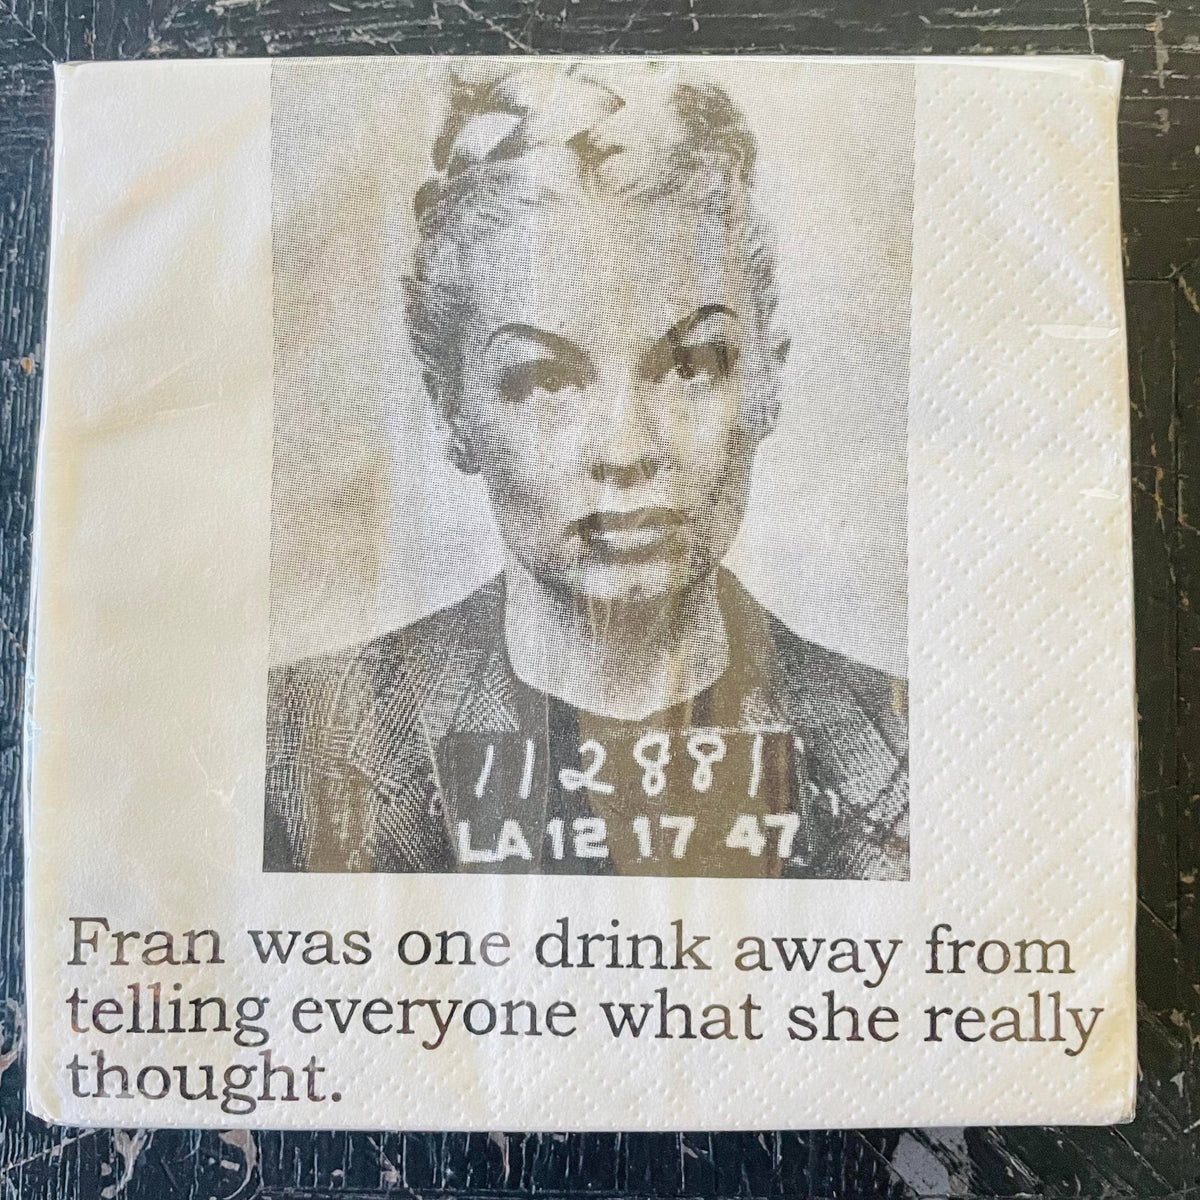 112881
LA 12 17 47
Fran was one drink away from
telling everyone what she really
thought.